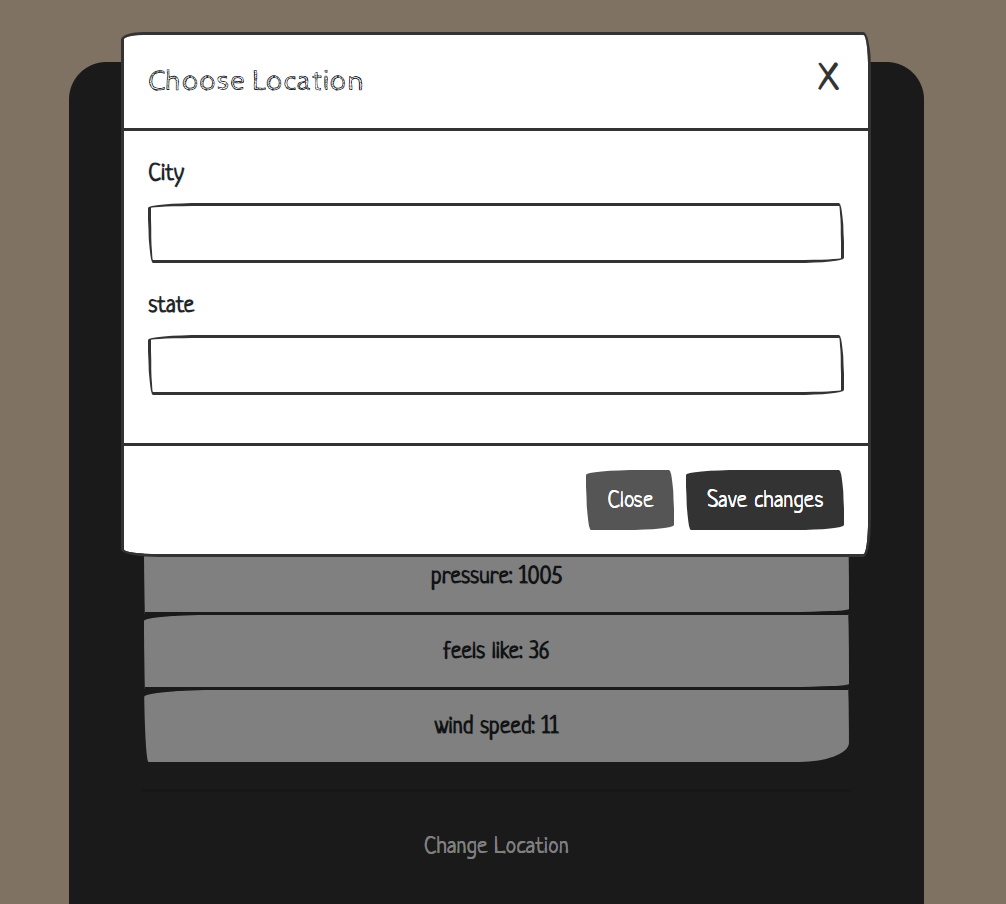 Choose Location
X
City
state
Close Save changes
pressure: 1005
feels like: 36
wind speed: 11
Change Location